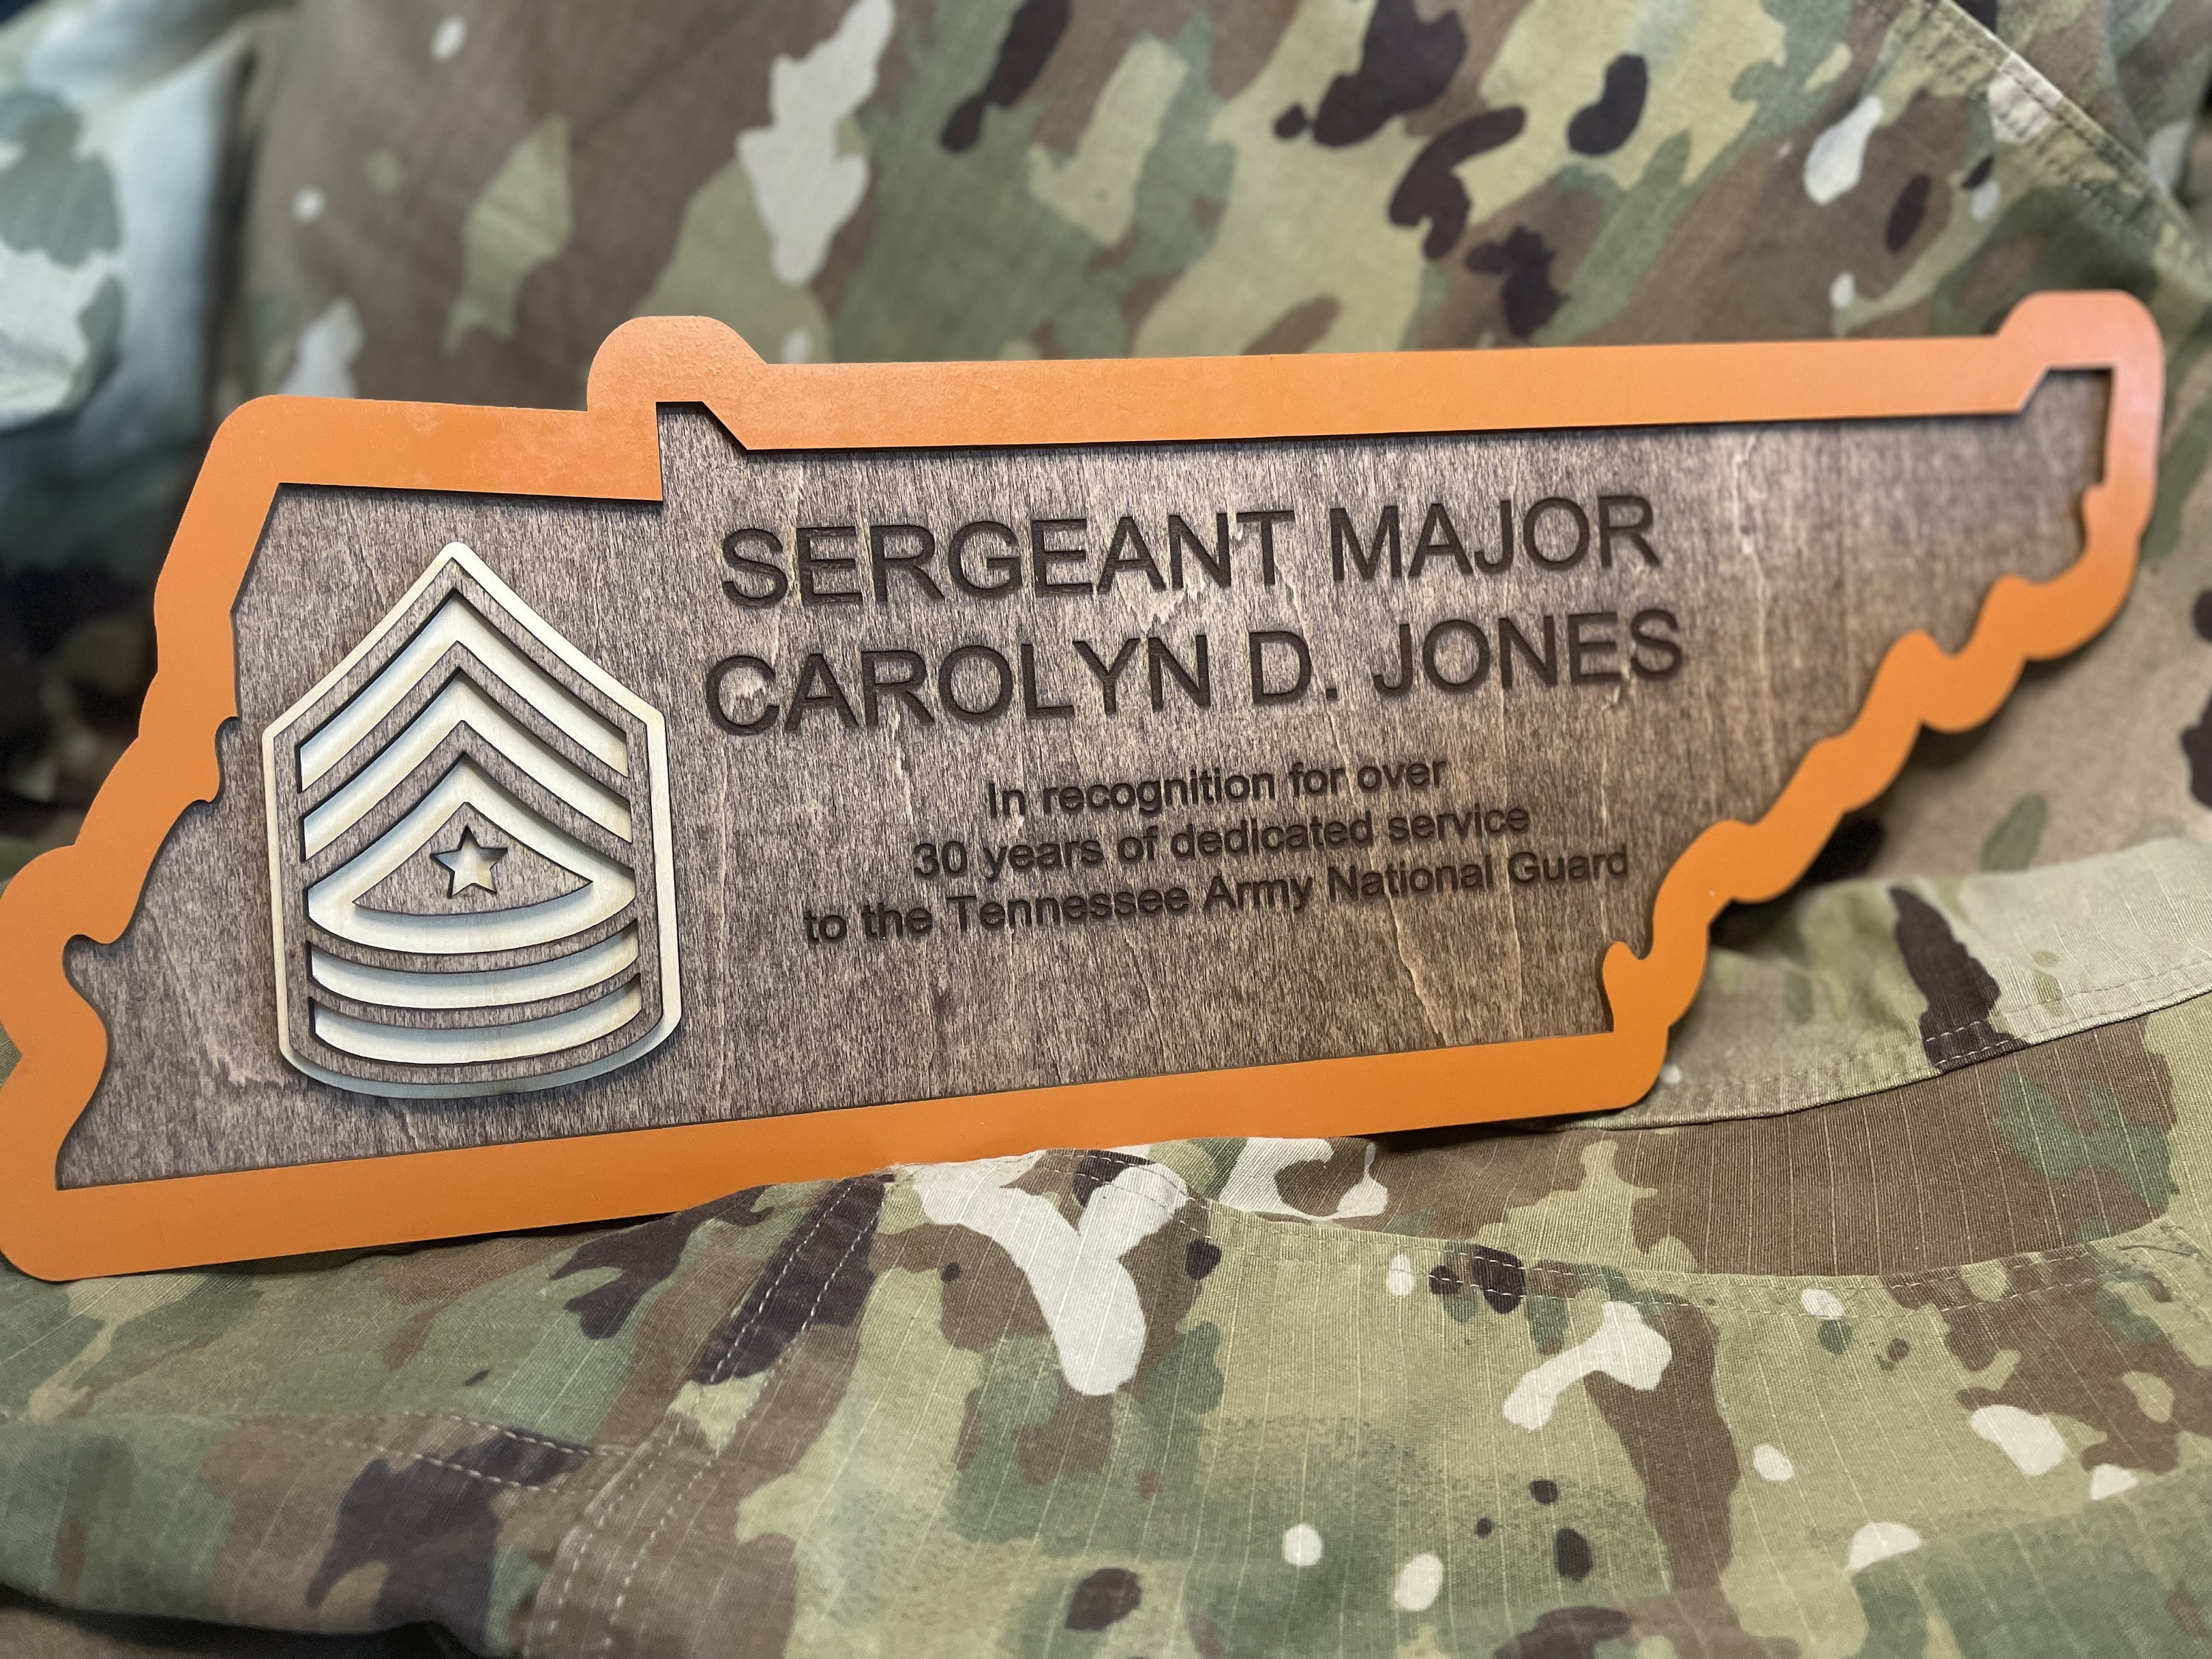 SERGEANT MAJOR
CAROLYN D. JONES
In recognition for over
30 years of dedicated service
to the Tennessee Army National Guard